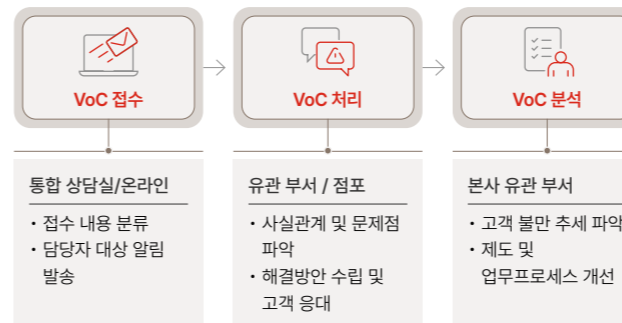 VoC 접수
VoC 처리
VoC 분석
통합 상담실/온라인
• 접수 내용 분류
• 담당자 대상 알림
발송
유관 부서 / 점포
• 사실관계 및 문제점
파악
• 해결방안 수립 및
고객 응대
본사 유관 부서
• 고객 불만 추세 파악
• 제도 및
업무프로세스 개선